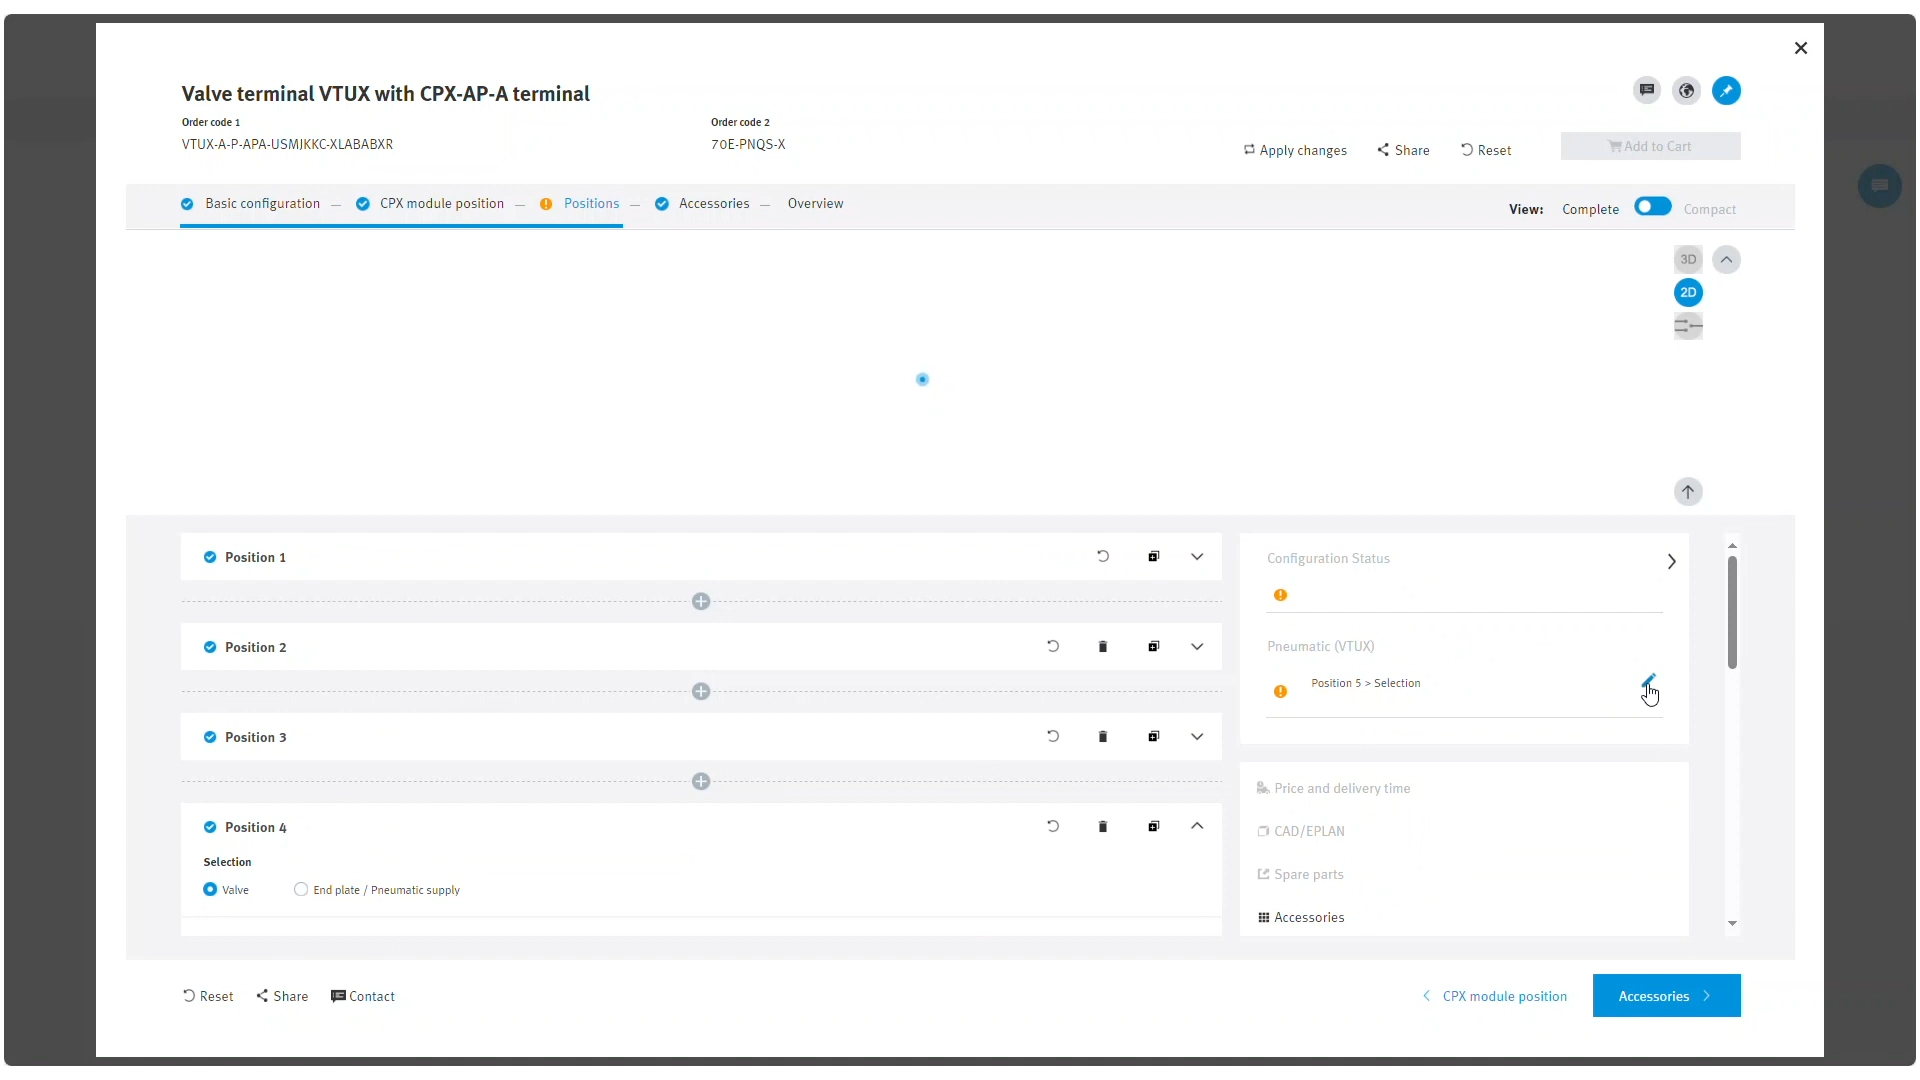 Valve terminal VTUX with CPX-AP-A terminal
Order code 1
VTUX-A-P-APA-USMJKKC-XLABABXR
Order code 2
70E-PNQS-X
Apply changes
Share
Reset
Add to Cart
Basic configuration
CPX module position
Positions
Accessories
Overview
View:
Complete
Compact
3D
2D
Position 1
Position 2
Position 3
Position 4
Selection
Valve
End plate / Pneumatic supply
Configuration Status
Pneumatic (VTUX)
Position 5 > Selection
Price and delivery time
CAD/EPLAN
Spare parts
Accessories
Reset
Share
Contact
CPX module position
Accessories